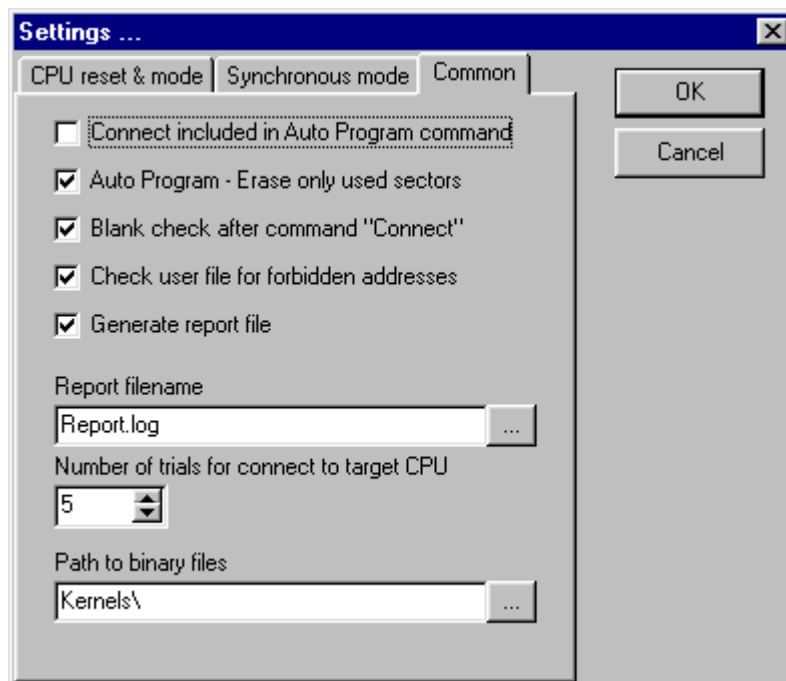 Settings ...
CPU reset & mode Synchronous mode Common
OK
Cancel
Connect included in Auto Program command
Auto Program - Erase only used sectors
Blank check after command "Connect"
Check user file for forbidden addresses
Generate report file
Report filename
Report.log ...
Number of trials for connect to target CPU
5
Path to binary files
Kernels\ ...